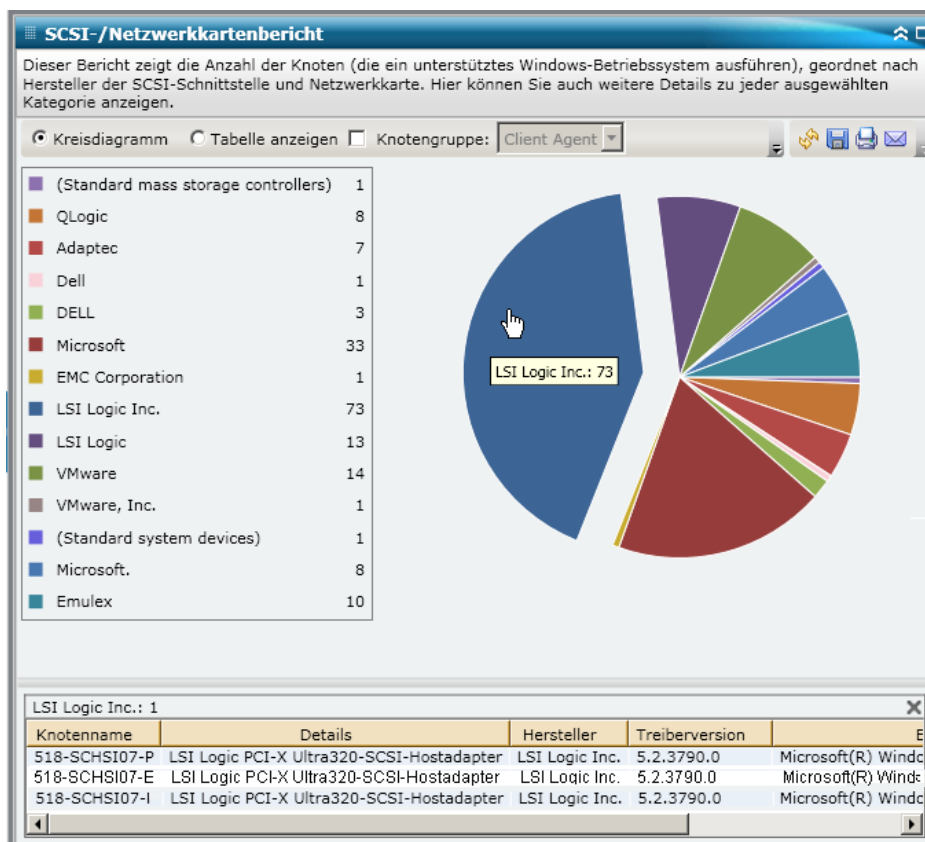 SCSI-/Netzwerkkartenbericht
Dieser Bericht zeigt die Anzahl der Knoten (die ein unterstütztes Windows-Betriebssystem ausführen), geordnet nach
Hersteller der SCSI-Schnittstelle und Netzwerkkarte. Hier können Sie auch weitere Details zu jeder ausgewählten
Kategorie anzeigen.
Kreisdiagramm Tabelle anzeigen Knotengruppe: Client Agent
(Standard mass storage controllers) 1
QLogic 8
Adaptec 7
Dell 1
DELL 3
Microsoft 33
EMC Corporation 1
LSI Logic Inc. 73
LSI Logic 13
VMware 14
VMware, Inc. 1
(Standard system devices) 1
Microsoft. 8
Emulex 10
LSI Logic Inc.: 73
LSI Logic Inc.: 1
Knotenname Details Hersteller Treiberversion
518-SCHSI07-P LSI Logic PCI-X Ultra320-SCSI-Hostadapter LSI Logic Inc. 5.2.3790.0 Microsoft(R) Windo
518-SCHSI07-E LSI Logic PCI-X Ultra320-SCSI-Hostadapter LSI Logic Inc. 5.2.3790.0 Microsoft(R) Wind
518-SCHSI07-I LSI Logic PCI-X Ultra320-SCSI-Hostadapter LSI Logic Inc. 5.2.3790.0 Microsoft(R) Windo